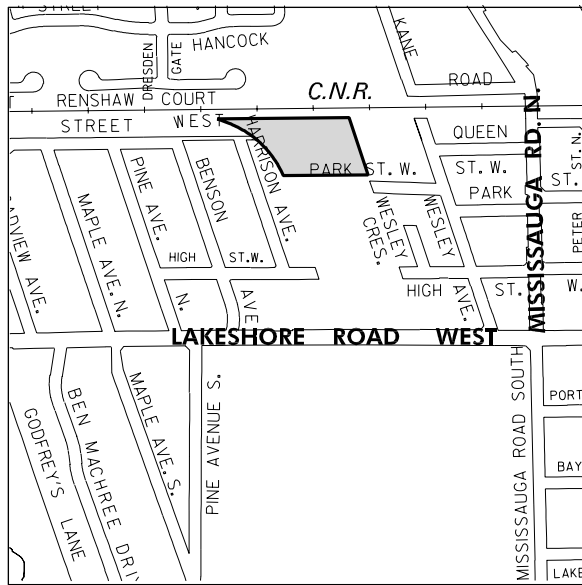 STREET
HANCOCK
DRESDEN
GATE
KANE
ROAD
C.N.R.
RENSHAW COURT
STREET WEST
QUEEN
HARRISON AVE.
PARK ST. W.
ST.
PARK
ST. N.
MISSISSAUGA RD. N.
PINE AVE.
BENSON
MAPLE AVE. N.
WESLEY
CRES.
WESLEY
AVE.
PETER
HIGH ST.W.
HIGH ST. W.
N.
AVE
LAKESHORE ROAD WEST
GODFREY'S LANE
BEN MACHREE
MAPLE AVE. S.
PINE AVENUE S.
MISSISSAUGA ROAD SOUTH
PORT
BAY
LAKE